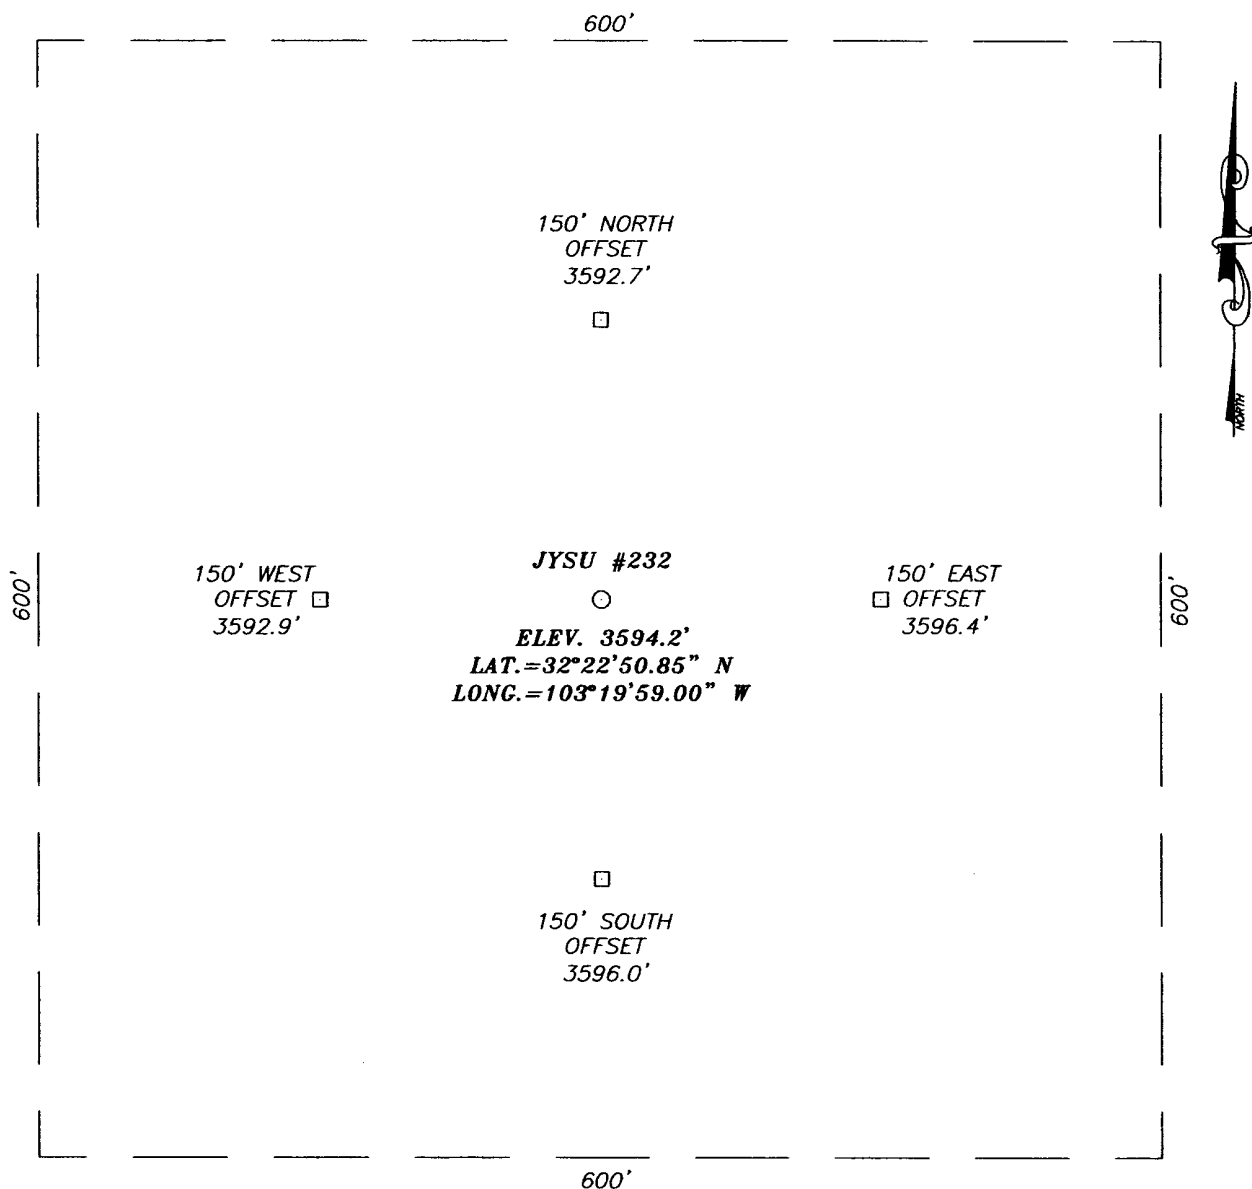 600'
150' NORTH
OFFSET
3592.7'
NORTH
600'
150' WEST
OFFSET
3592.9'
JYSU #232
ELEV. 3594.2'
LAT.=32°22'50.85" N
LONG.=103°19'59.00" W
150' EAST
OFFSET
3596.4'
600'
150' SOUTH
OFFSET
3596.0'
600'